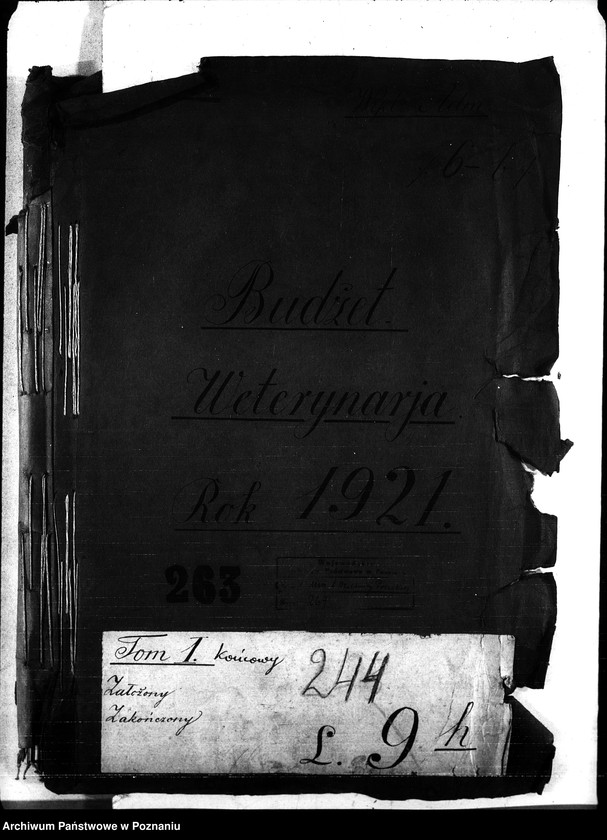 Budżet.
Weterynarja.
Rok 1921.
263
Tom 1. końcowy
Założony
Zakończony
244
L. 9 h
Archiwum Państwowe w Poznaniu